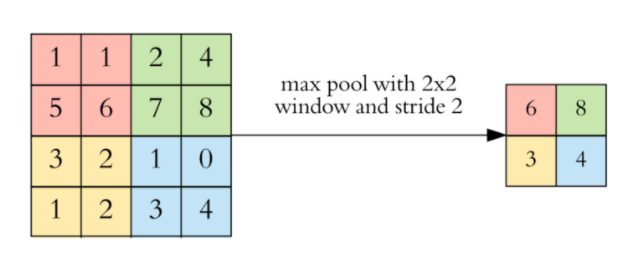 1 1 2 4
5 6 7 8
3 2 1 0
1 2 3 4
max pool with 2x2
window and stride 2
6 8
3 4